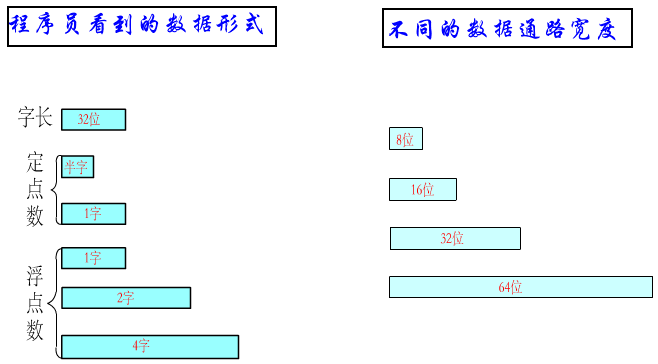 程序员看到的数据形式
字长
32位
定点数
半字
1字
浮点数
1字
2字
4字
不同的数据通路宽度
8位
16位
32位
64位